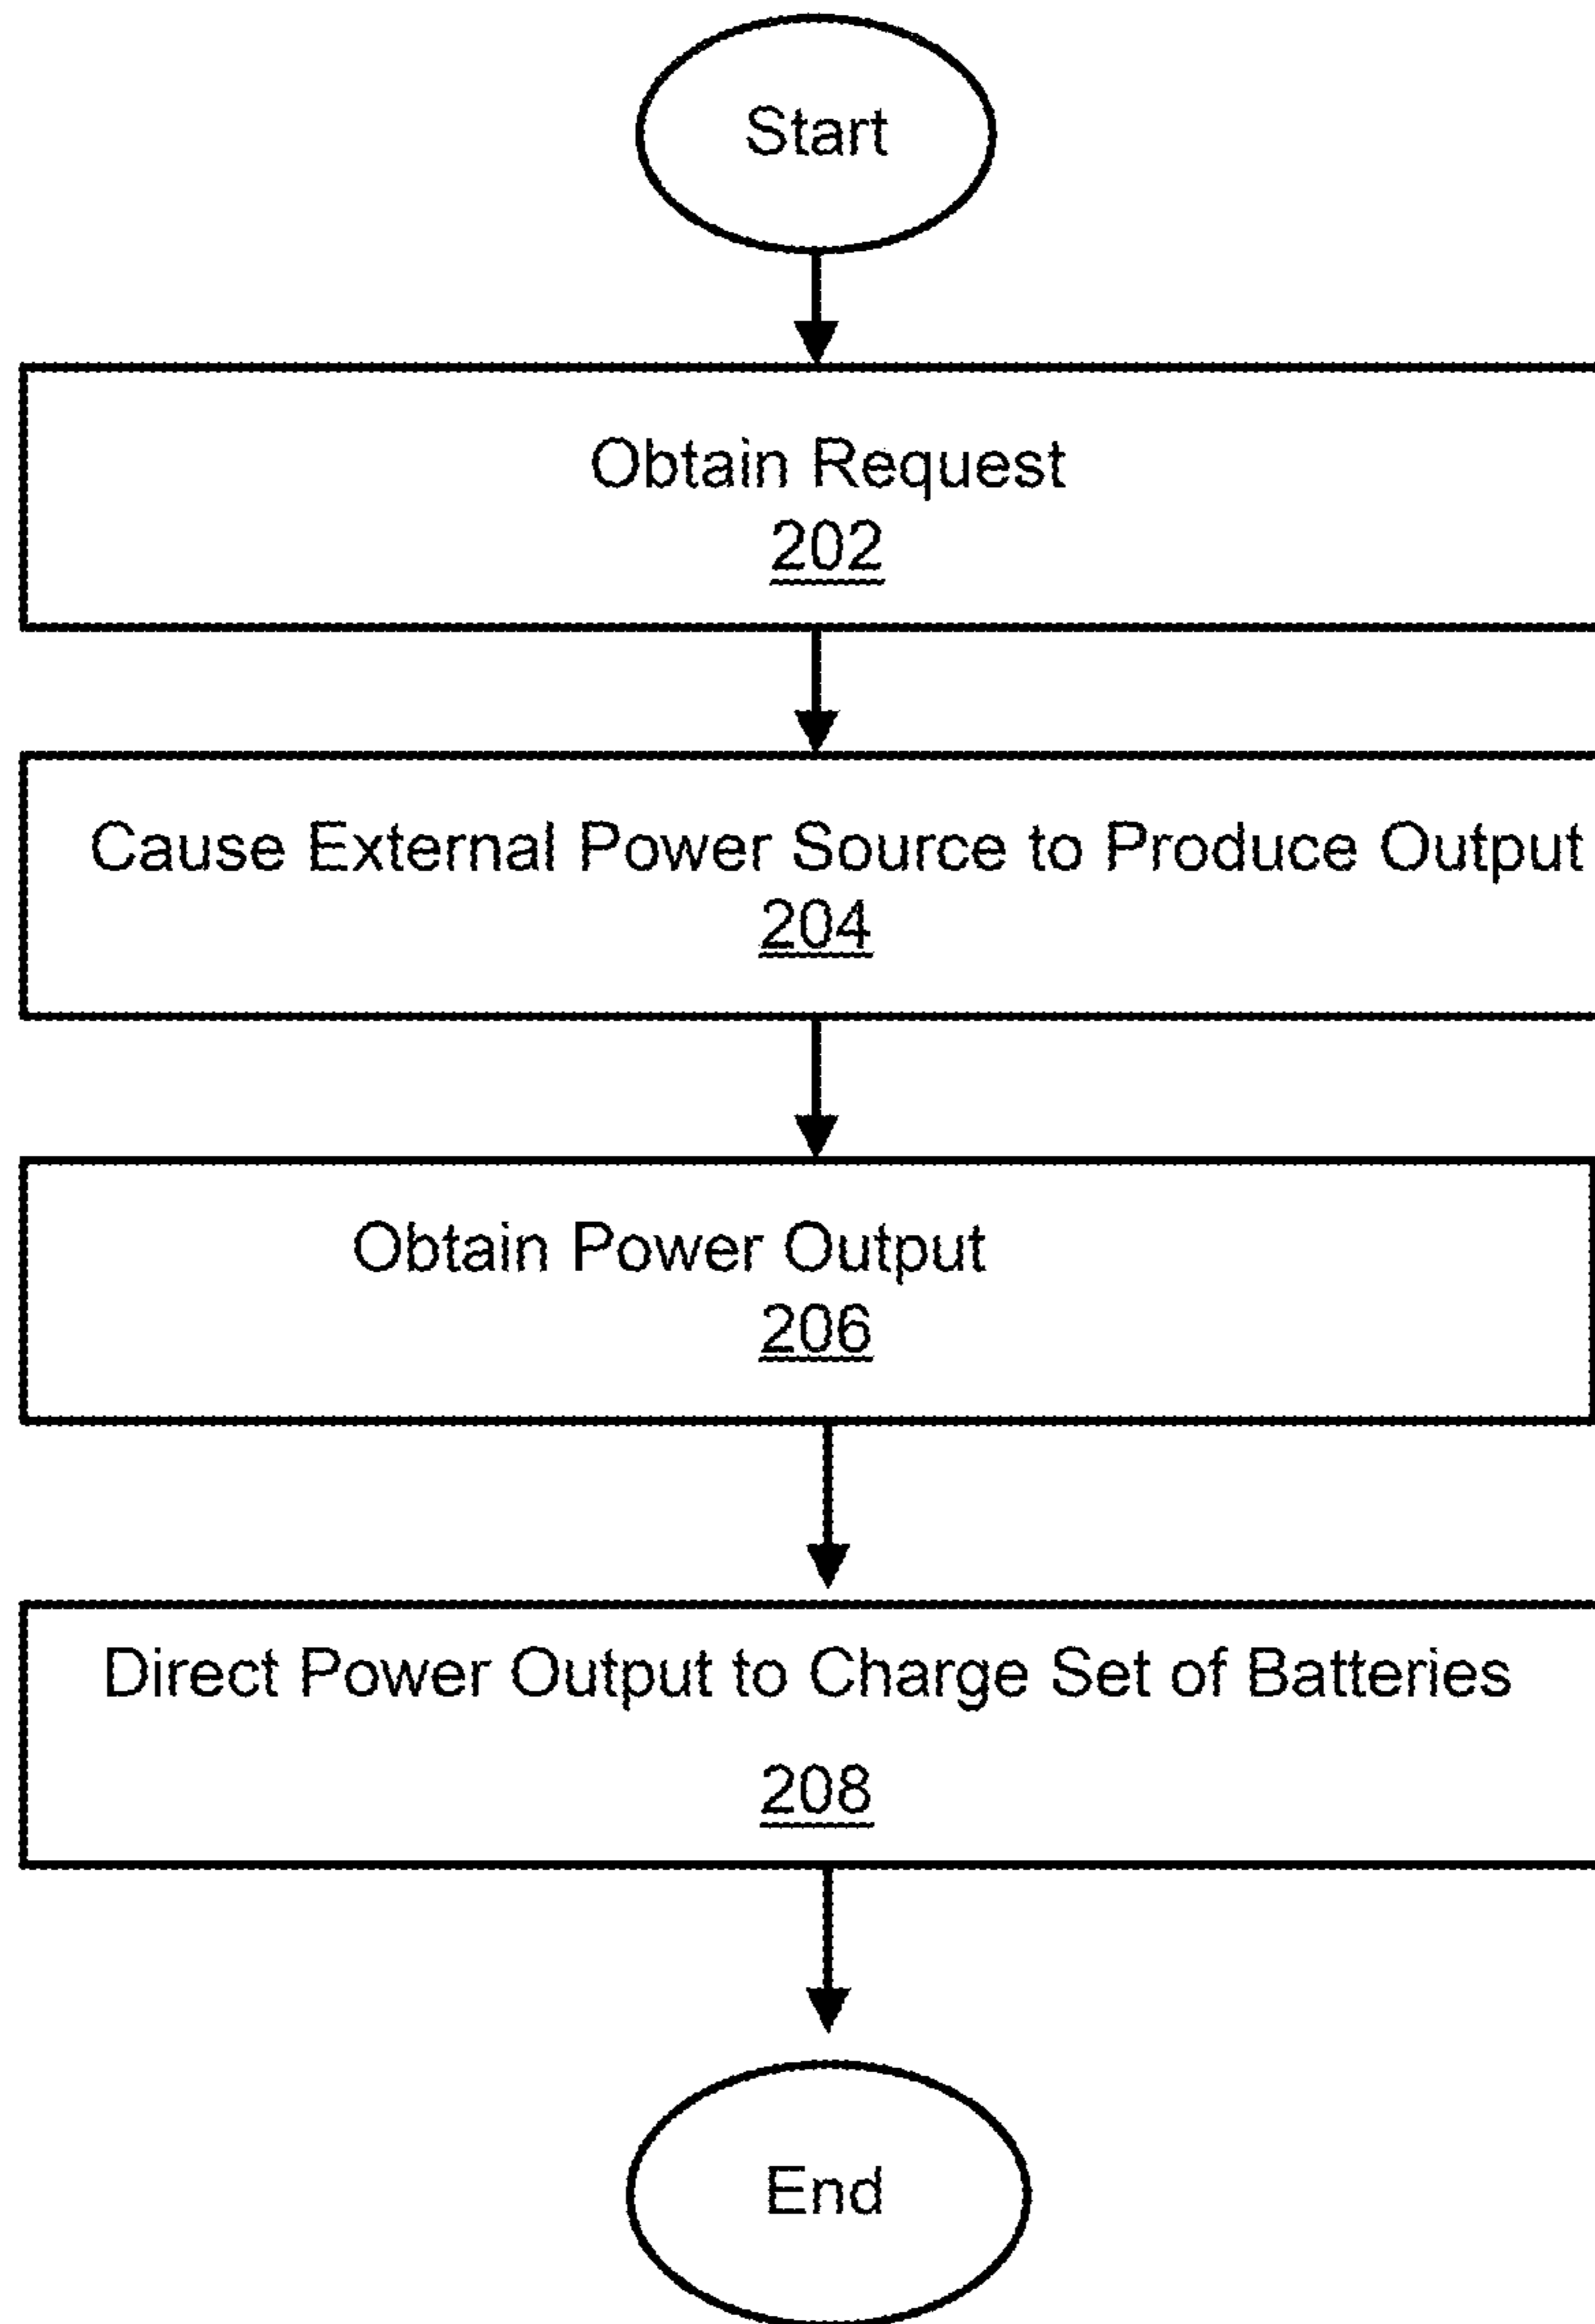 Start
Obtain Request
202
Cause External Power Source to Produce Output
204
Obtain Power Output
206
Direct Power Output to Charge Set of Batteries
208
End